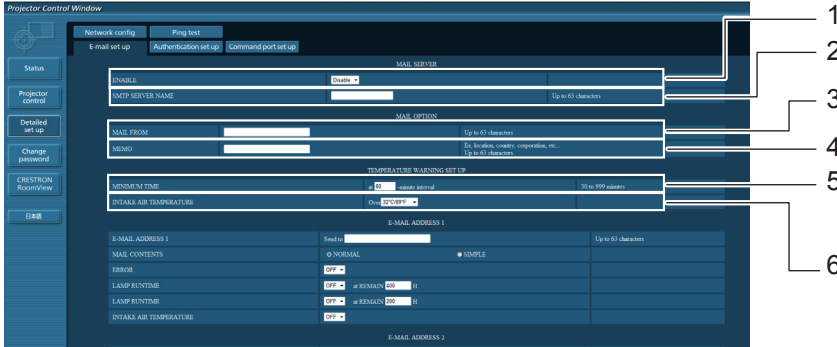 Projector Control Window
Network config Ping test
E-mail set up Authentication set up Command port set up
Status
Projector control
Detailed set up
Change password
CRESTRON RoomView
日本語
MAIL SERVER
ENABLE Disable 1
SMTP SERVER NAME Up to 63 characters 2
MAIL OPTION
MAIL FROM Up to 63 characters 3
MEMO Ex. location, country, corporation, etc... 4
Up to 63 characters
TEMPERATURE WARNING SET UP
MINIMUM TIME at 60 -minute interval 30 to 999 minutes 5
INTAKE AIR TEMPERATURE Over 32°C/89°F 6
E-MAIL ADDRESS 1
E-MAIL ADDRESS 1 Send to Up to 63 characters
MAIL CONTENTS NORMAL SIMPLE
ERROR OFF
LAMP RUNTIME OFF at REMAIN 400 H
LAMP RUNTIME OFF at REMAIN 200 H
INTAKE AIR TEMPERATURE OFF
E-MAIL ADDRESS 2